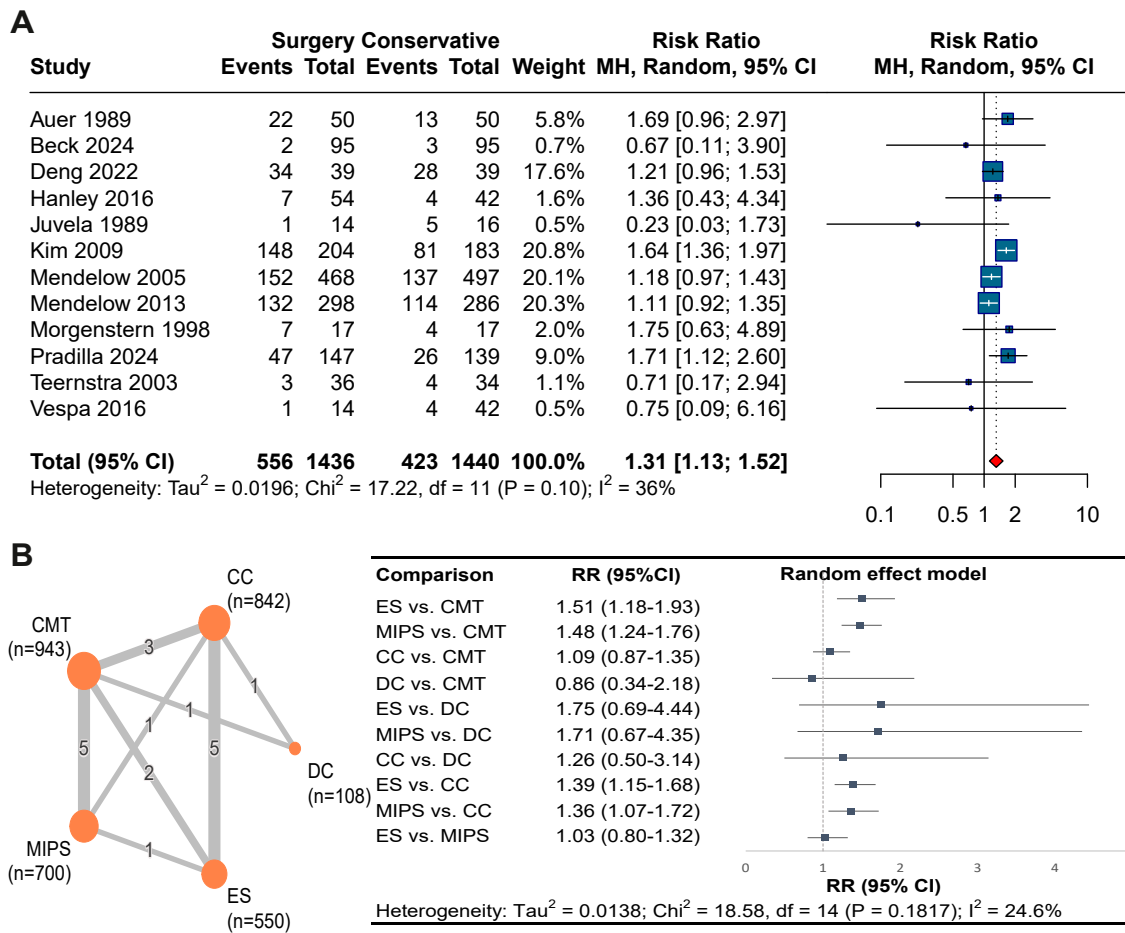 A
Surgery Conservative Risk Ratio Risk Ratio
Study Events Total Events Total Weight MH, Random, 95% CI MH, Random, 95% CI
Auer 1989 22 50 13 50 5.8% 1.69 [0.96; 2.97]
Beck 2024 2 95 3 95 0.7% 0.67 [0.11; 3.90]
Deng 2022 34 39 28 39 17.6% 1.21 [0.96; 1.53]
Hanley 2016 7 54 4 42 1.6% 1.36 [0.43; 4.34]
Juvela 1989 1 14 5 16 0.5% 0.23 [0.03; 1.73]
Kim 2009 148 204 81 183 20.8% 1.64 [1.36; 1.97]
Mendelow 2005 152 468 137 497 20.1% 1.18 [0.97; 1.43]
Mendelow 2013 132 298 114 286 20.3% 1.11 [0.92; 1.35]
Morgenstern 1998 7 17 4 17 2.0% 1.75 [0.63; 4.89]
Pradilla 2024 47 147 26 139 9.0% 1.71 [1.12; 2.60]
Teernstra 2003 3 36 4 34 1.1% 0.71 [0.17; 2.94]
Vespa 2016 1 14 4 42 0.5% 0.75 [0.09; 6.16]
Total (95% CI) 556 1436 423 1440 100.0% 1.31 [1.13; 1.52]
Heterogeneity: Tau² = 0.0196; Chi² = 17.22, df = 11 (P = 0.10); I² = 36%
0.1 0.5 1 2 10
B
CC
(n=842)
CMT
(n=943)
3
1
1
1
5
5
2
DC
(n=108)
1
MIPS
(n=700)
ES
(n=550)
Comparison RR (95%CI) Random effect model
ES vs. CMT 1.51 (1.18-1.93)
MIPS vs. CMT 1.48 (1.24-1.76)
CC vs. CMT 1.09 (0.87-1.35)
DC vs. CMT 0.86 (0.34-2.18)
ES vs. DC 1.75 (0.69-4.44)
MIPS vs. DC 1.71 (0.67-4.35)
CC vs. DC 1.26 (0.50-3.14)
ES vs. CC 1.39 (1.15-1.68)
MIPS vs. CC 1.36 (1.07-1.72)
ES vs. MIPS 1.03 (0.80-1.32)
0 1 2 3 4
RR (95% CI)
Heterogeneity: Tau² = 0.0138; Chi² = 18.58, df = 14 (P = 0.1817); I² = 24.6%